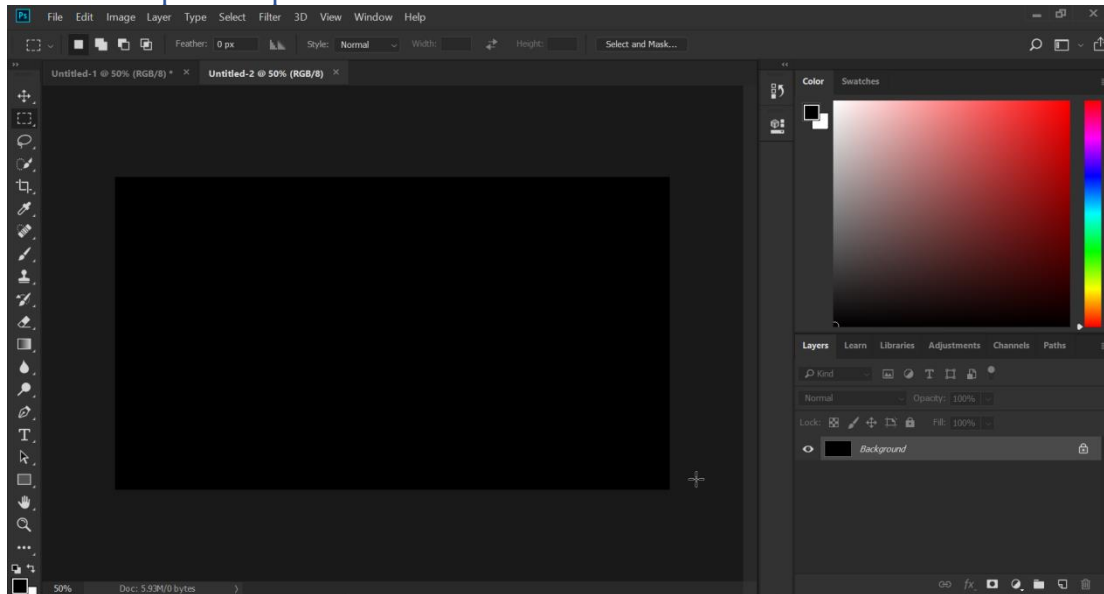 Ps File Edit Image Layer Type Select Filter 3D View Window Help
Feather: 0 px Style: Normal Width: Height: Select and Mask...
Untitled-1 @ 50% (RGB/8) * × Untitled-2 @ 50% (RGB/8) ×
Color Swatches
Layers Learn Libraries Adjustments Channels Paths
Kind
Normal Opacity: 100%
Lock: Fill: 100%
Background
50% Doc: 5.93M/0 bytes